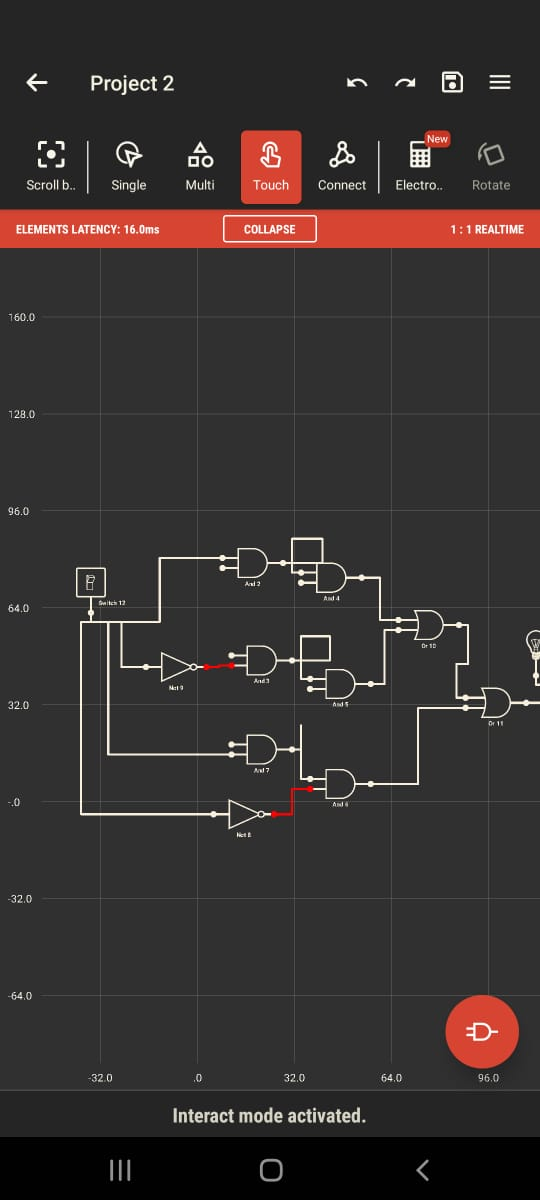 Project 2
New
Scroll b..
Single
Multi
Touch
Connect
Electro..
Rotate
ELEMENTS LATENCY: 16.0ms
COLLAPSE
1 : 1 REALTIME
160.0
128.0
96.0
And 2
Switch 12
And 4
64.0
Or 10
And 3
Not 9
And 5
32.0
Or 11
And 7
-.0
And 6
Not 8
-32.0
-64.0
-32.0
.0
32.0
64.0
96.0
Interact mode activated.